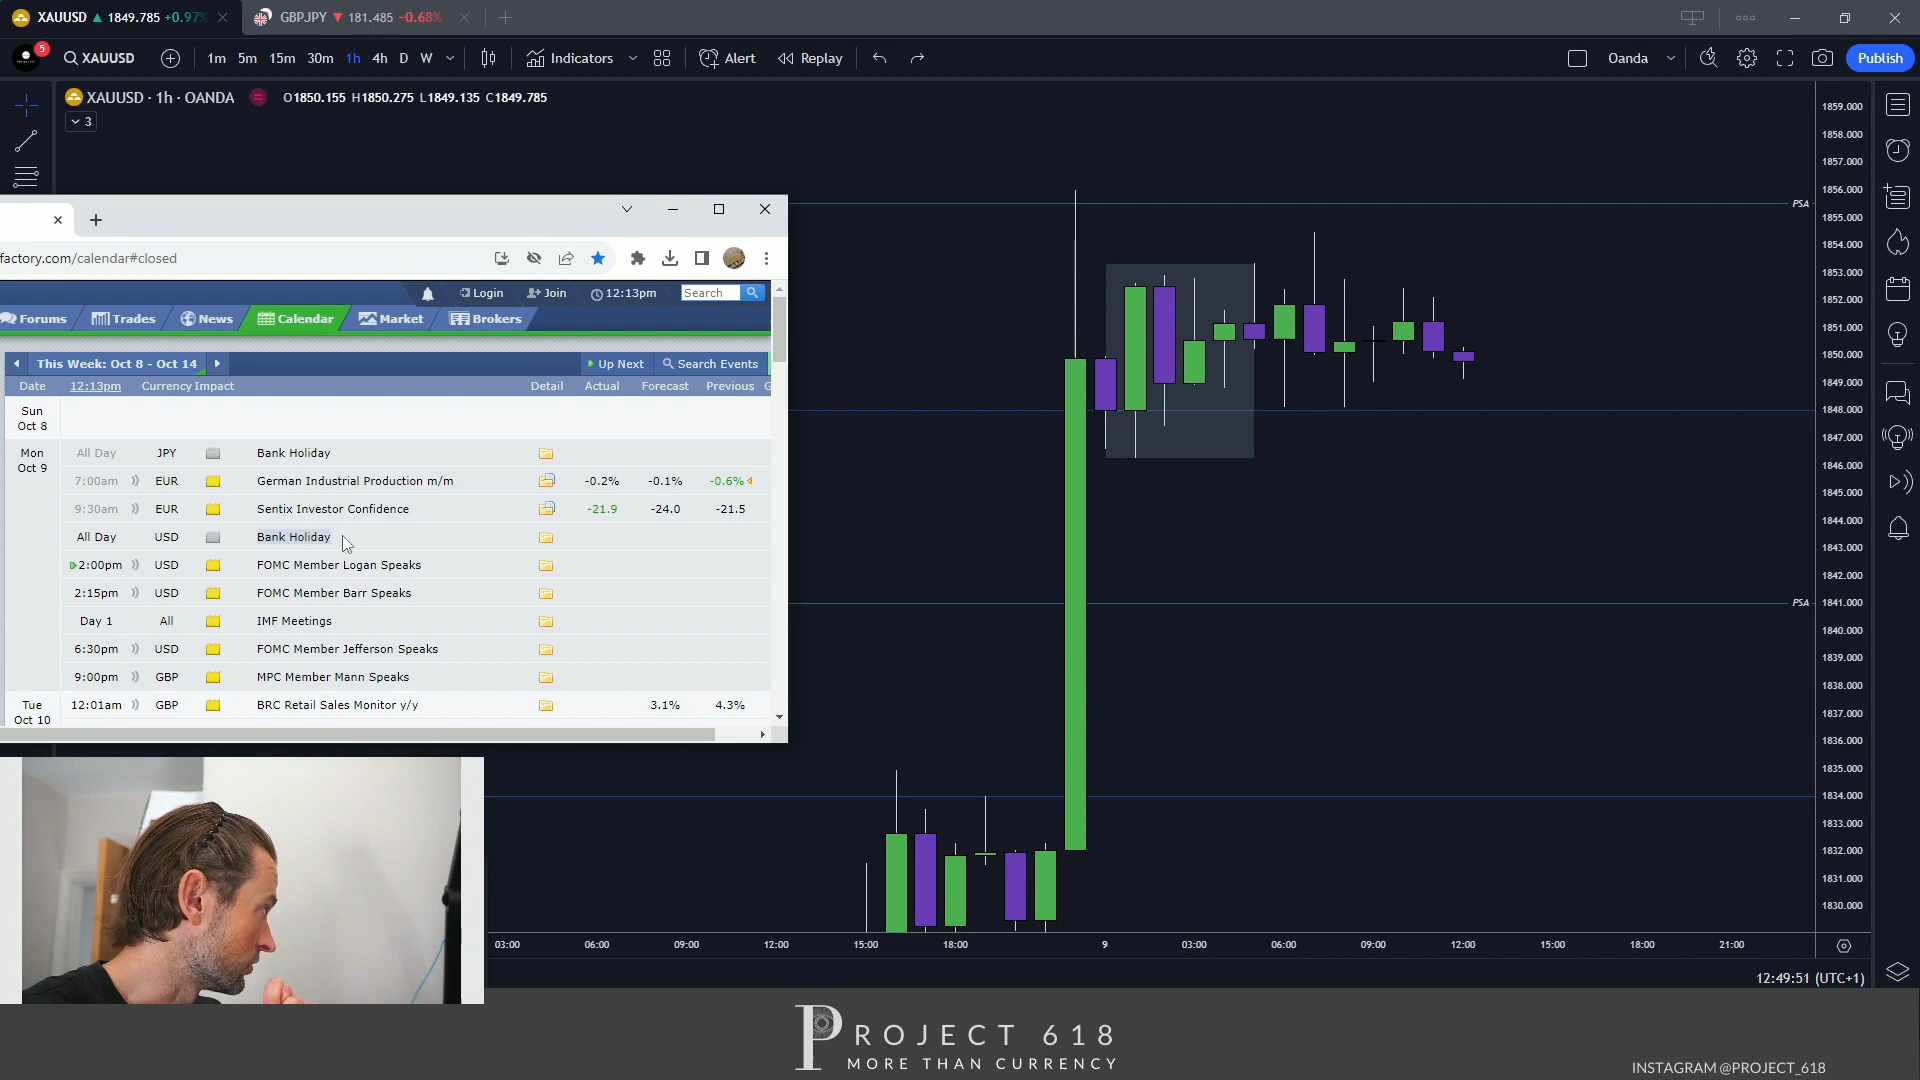 XAUUSD ▲ 1849.785 +0.97%
GBPJPY ▼ 181.485 −0.68%
5
XAUUSD
1m 5m 15m 30m 1h 4h D W
Indicators
Alert
Replay
Oanda
Publish
XAUUSD · 1h · OANDA
O1850.155 H1850.275 L1849.135 C1849.785
3
factory.com/calendar#closed
Login
Join
12:13pm
Search
Forums
Trades
News
Calendar
Market
Brokers
This Week: Oct 8 - Oct 14
Up Next
Search Events
Date 12:13pm Currency Impact Detail Actual Forecast Previous G
Sun
Oct 8
Mon
Oct 9
All Day JPY Bank Holiday
7:00am EUR German Industrial Production m/m -0.2% -0.1% -0.6%
9:30am EUR Sentix Investor Confidence -21.9 -24.0 -21.5
All Day USD Bank Holiday
2:00pm USD FOMC Member Logan Speaks
2:15pm USD FOMC Member Barr Speaks
Day 1 All IMF Meetings
6:30pm USD FOMC Member Jefferson Speaks
9:00pm GBP MPC Member Mann Speaks
Tue
Oct 10
12:01am GBP BRC Retail Sales Monitor y/y 3.1% 4.3%
PSA
PSA
1859.000
1858.000
1857.000
1856.000
1855.000
1854.000
1853.000
1852.000
1851.000
1850.000
1849.000
1848.000
1847.000
1846.000
1845.000
1844.000
1843.000
1842.000
1841.000
1840.000
1839.000
1838.000
1837.000
1836.000
1835.000
1834.000
1833.000
1832.000
1831.000
1830.000
03:00 06:00 09:00 12:00 15:00 18:00 9 03:00 06:00 09:00 12:00 15:00 18:00 21:00
12:49:51 (UTC+1)
PROJECT 618
MORE THAN CURRENCY
INSTAGRAM @PROJECT_618